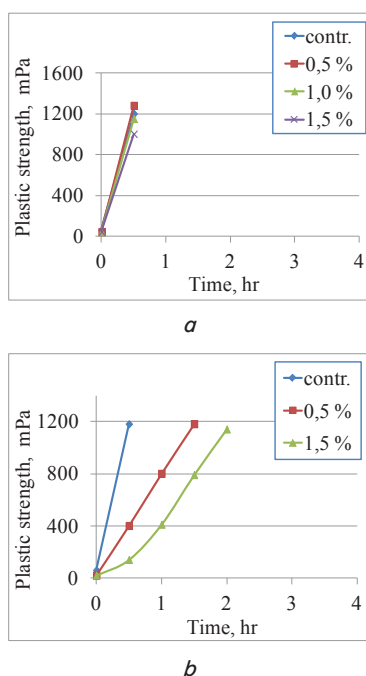 contr.
0,5 %
1,0 %
1,5 %
Plastic strength, mPa
1600
1200
800
400
0
0 1 2 3 4
Time, hr
a
contr.
0,5 %
1,5 %
Plastic strength, mPa
1200
800
400
0
0 1 2 3 4
Time, hr
b